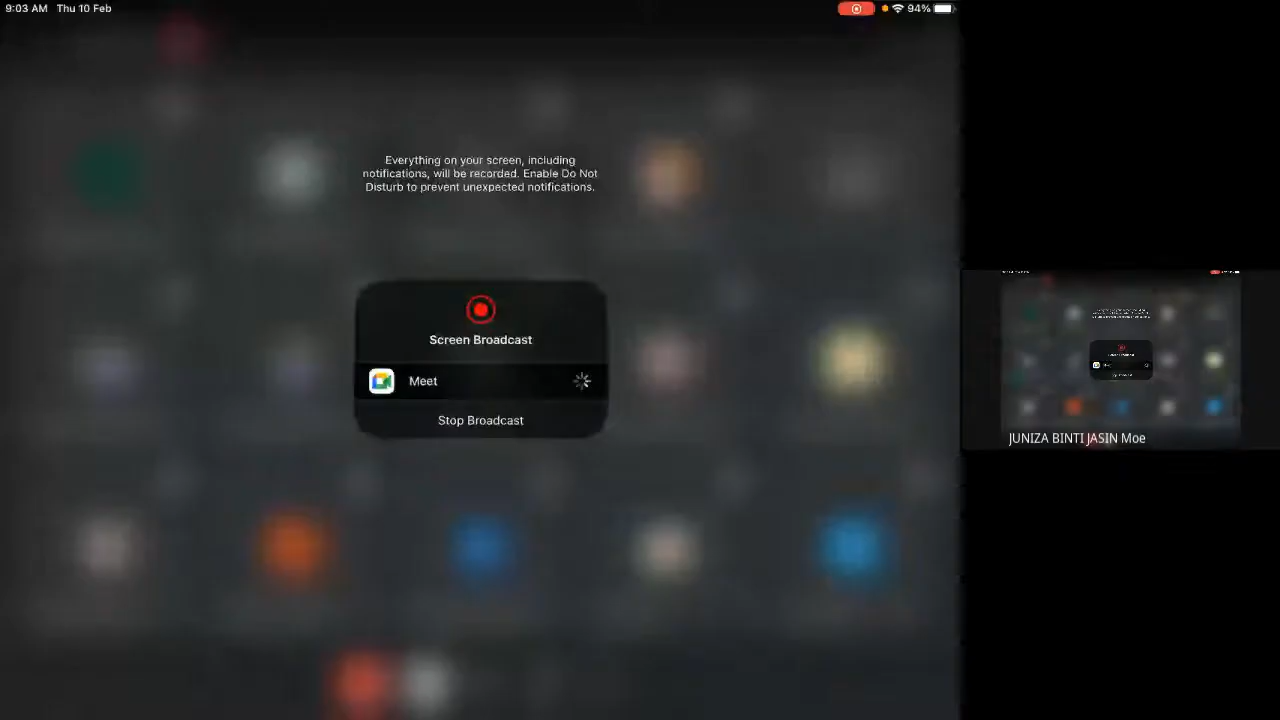 9:03 AM Thu 10 Feb
94%
Everything on your screen, including
notifications, will be recorded. Enable Do Not
Disturb to prevent unexpected notifications.
Screen Broadcast
Meet
Stop Broadcast
JUNIZA BINTI JASIN Moe